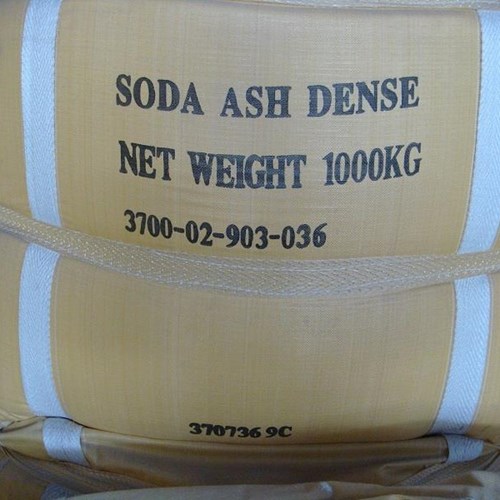 SODA ASH DENSE
NET WEIGHT 1000KG
3700-02-903-036
370736 9C